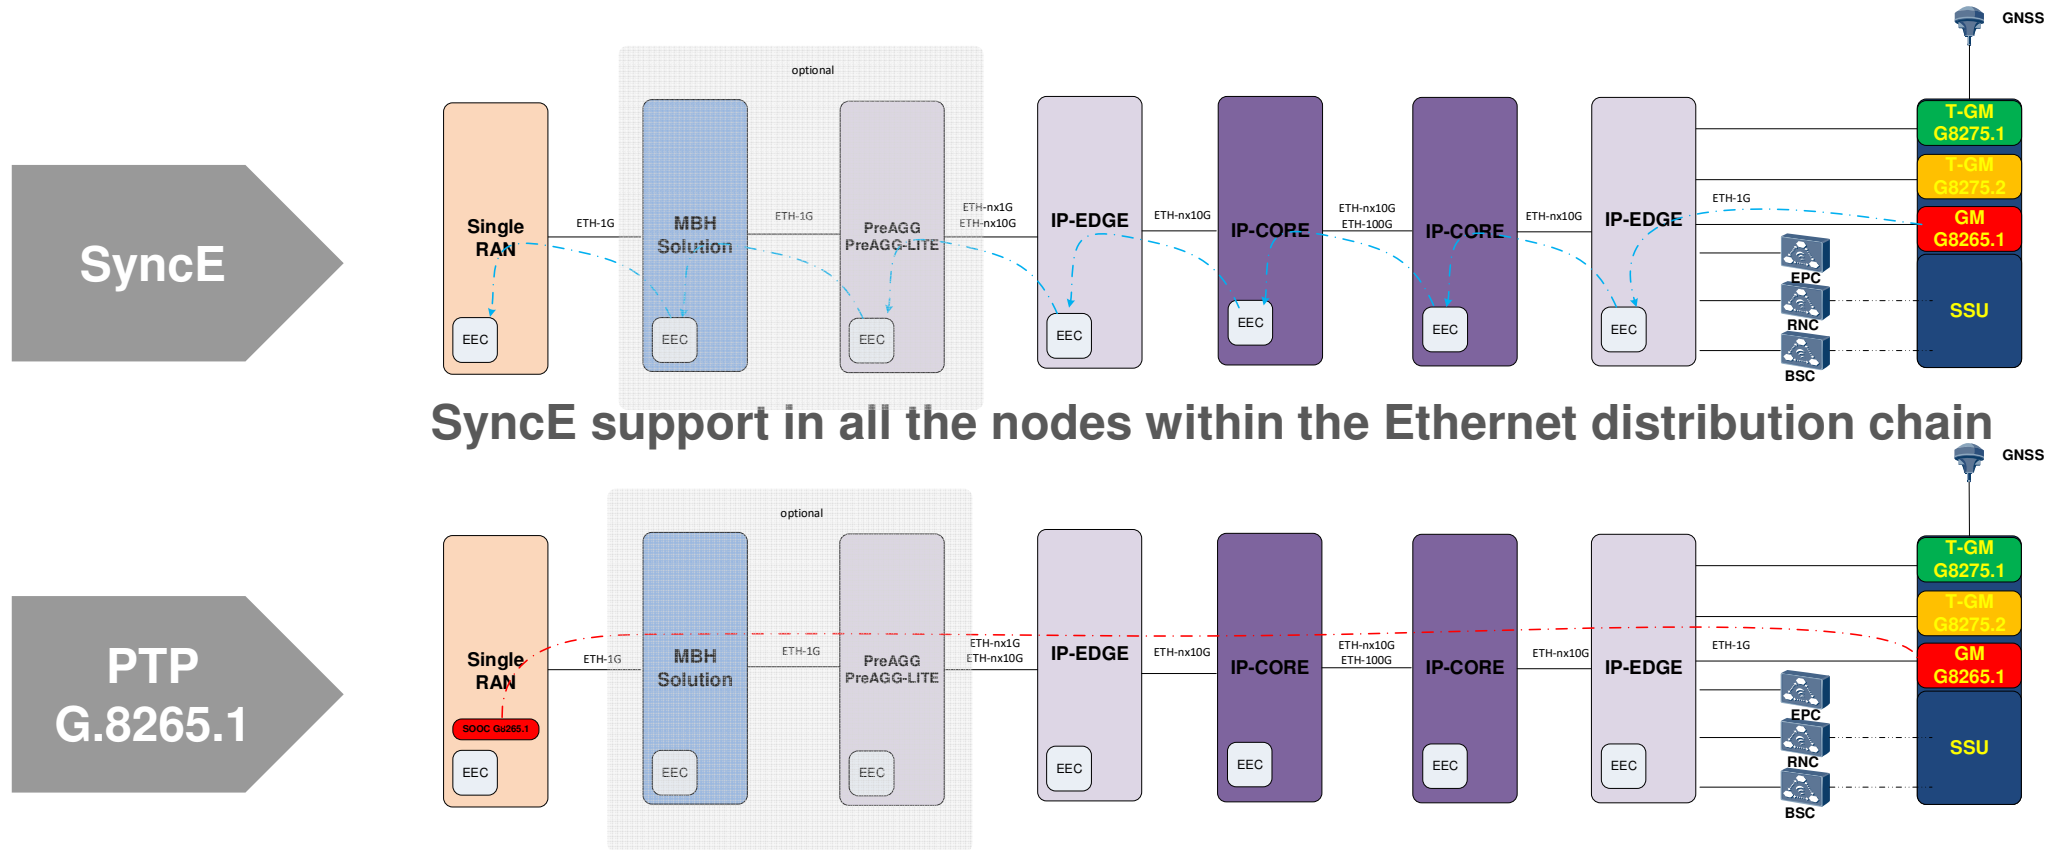 GNSS
optional
T-GM
G8275.1
T-GM
G8275.2
SyncE
Single
RAN
ETH-1G
MBH
Solution
ETH-1G
PreAGG
PreAGG-LITE
ETH-nx1G
ETH-nx10G
IP-EDGE
ETH-nx10G
IP-CORE
ETH-nx10G
ETH-100G
IP-CORE
ETH-nx10G
IP-EDGE
ETH-1G
GM
G8265.1
EPC
RNC
BSC
SSU
EEC
EEC
EEC
EEC
EEC
EEC
EEC
SyncE support in all the nodes within the Ethernet distribution chain
GNSS
optional
T-GM
G8275.1
T-GM
G8275.2
PTP
G.8265.1
Single
RAN
ETH-1G
MBH
Solution
ETH-1G
PreAGG
PreAGG-LITE
ETH-nx1G
ETH-nx10G
IP-EDGE
ETH-nx10G
IP-CORE
ETH-nx10G
ETH-100G
IP-CORE
ETH-nx10G
IP-EDGE
ETH-1G
GM
G8265.1
EPC
RNC
BSC
SSU
SOOC G8265.1
EEC
EEC
EEC
EEC
EEC
EEC
EEC